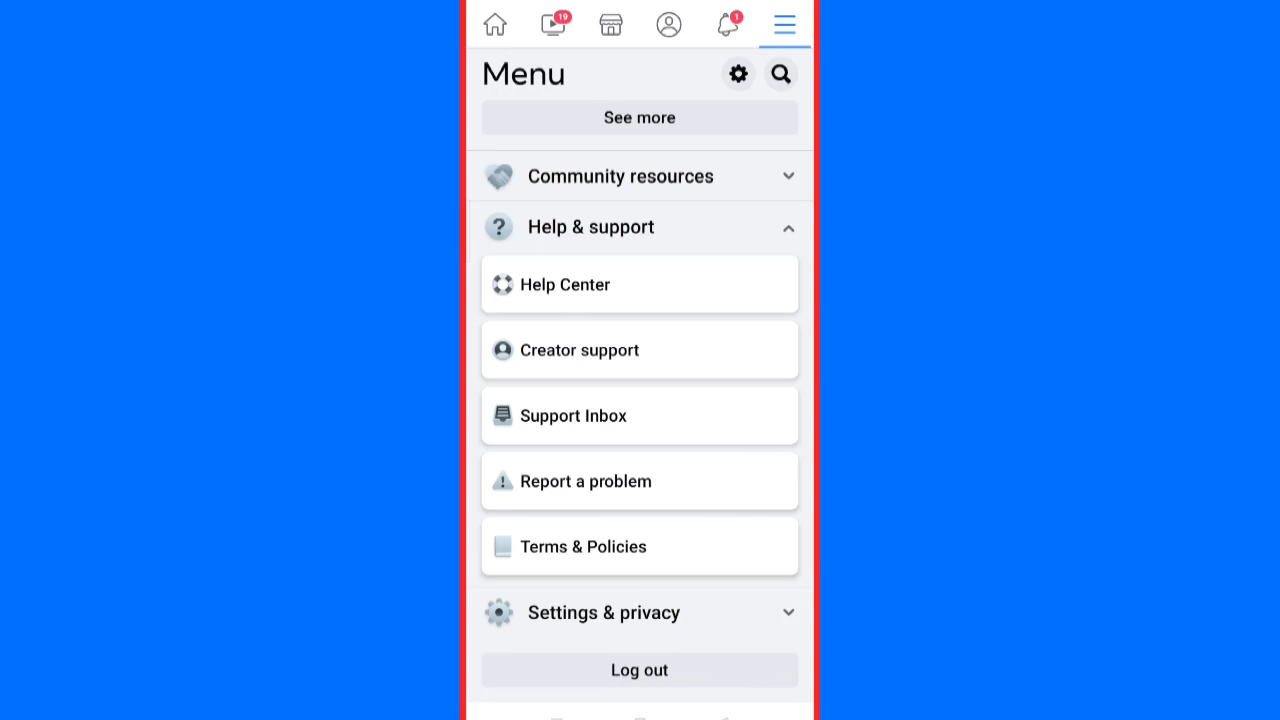 19
1
Menu
See more
Community resources
Help & support
Help Center
Creator support
Support Inbox
Report a problem
Terms & Policies
Settings & privacy
Log out